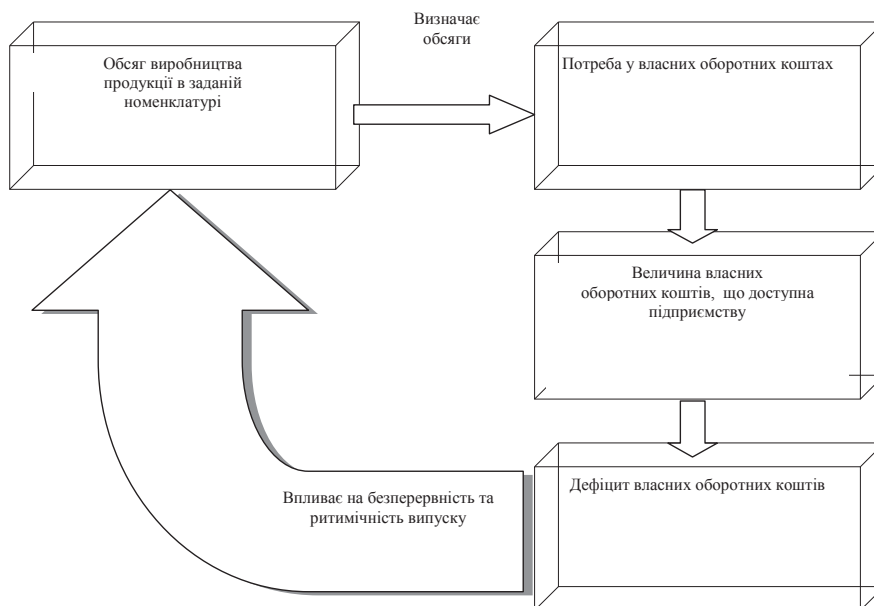 Визначає
обсяги
Обсяг виробництва
продукції в заданій
номенклатурі
Потреба у власних оборотних коштах
Величина власних
оборотних коштів, що доступна
підприємству
Дефіцит власних оборотних коштів
Впливає на безперервність та
ритимічність випуску